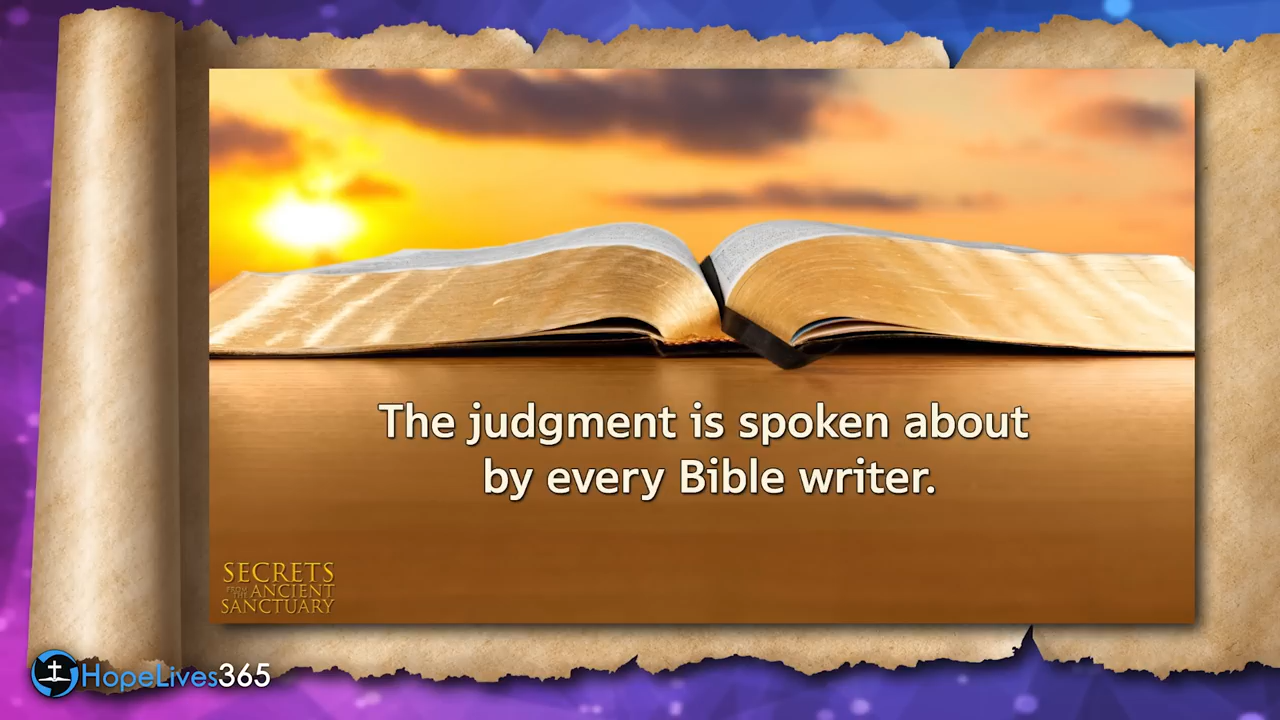 The judgment is spoken about
by every Bible writer.
SECRETS
FROM THE ANCIENT
SANCTUARY
HopeLives365